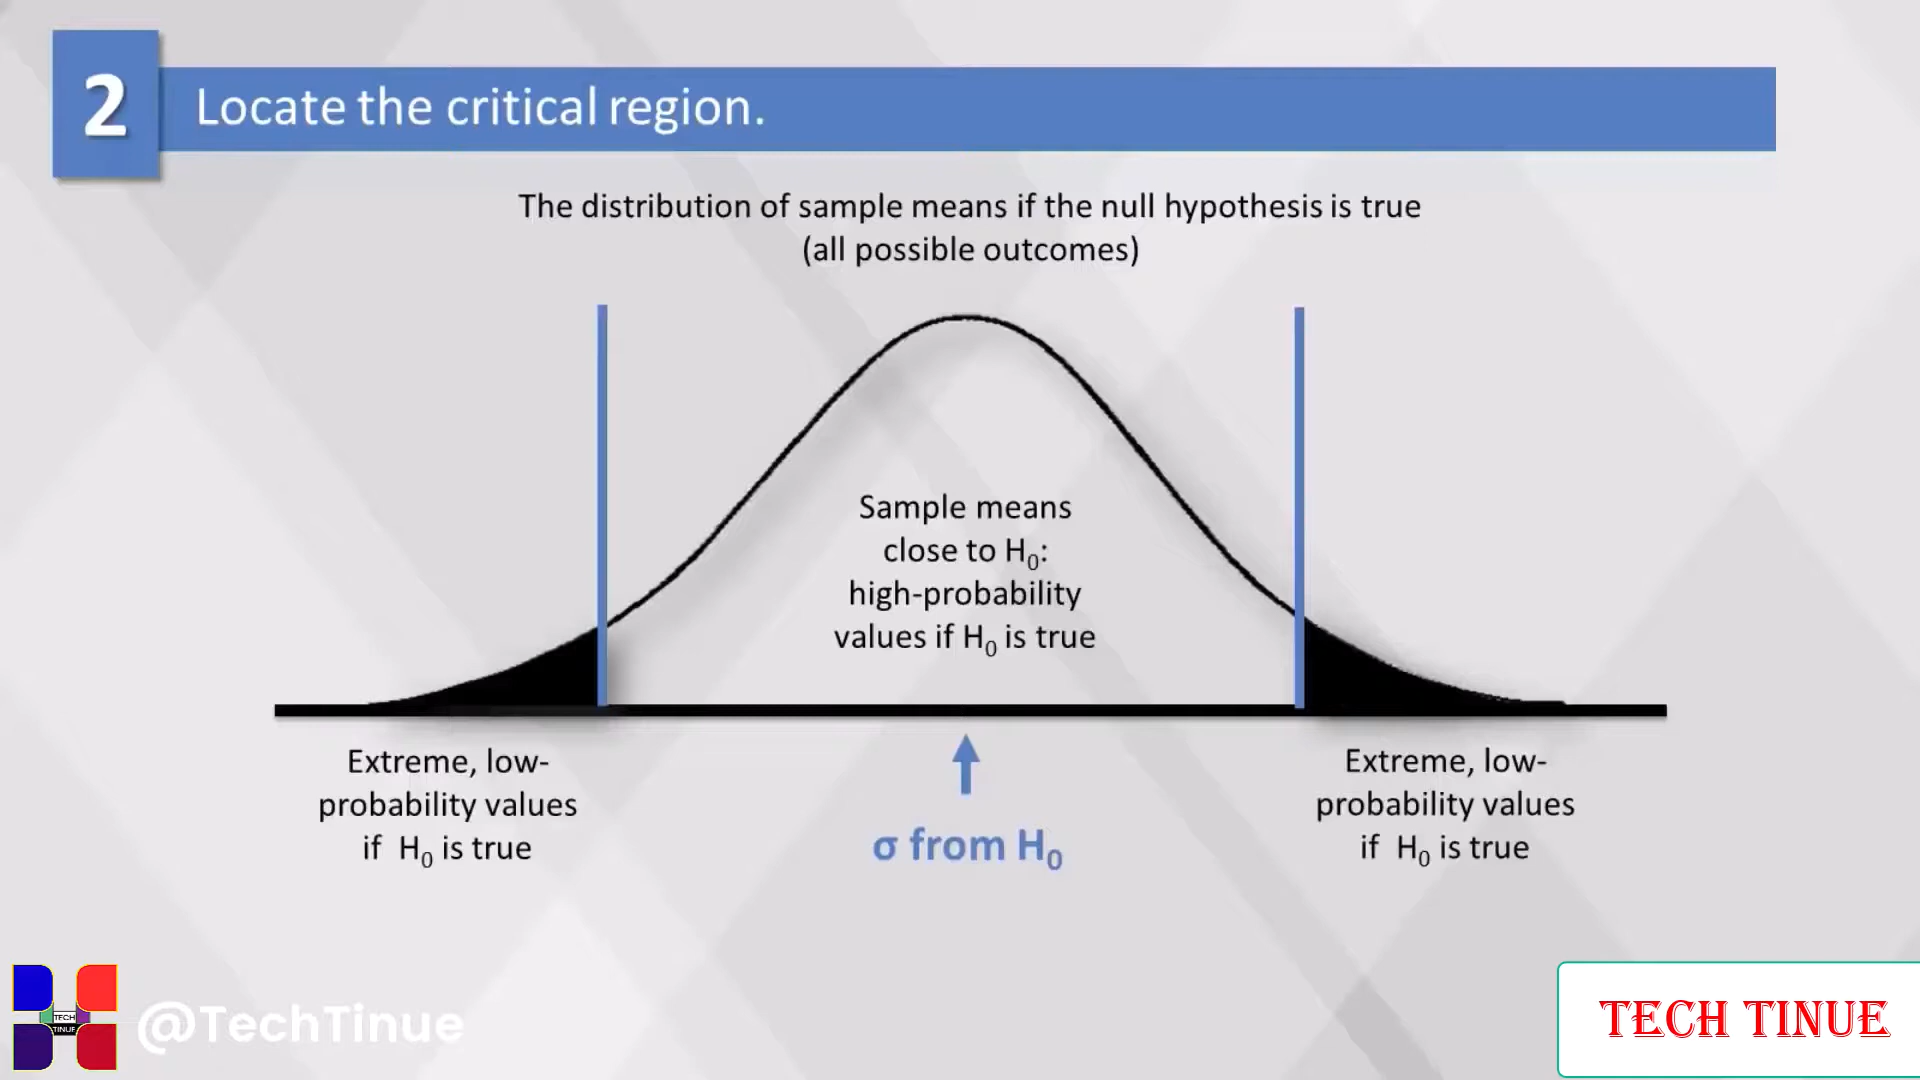 2
Locate the critical region.
The distribution of sample means if the null hypothesis is true
(all possible outcomes)
Sample means
close to H₀:
high-probability
values if H₀ is true
Extreme, low-
probability values
if H₀ is true
σ from H₀
Extreme, low-
probability values
if H₀ is true
TECH
TINUE
@TechTinue
TECH TINUE